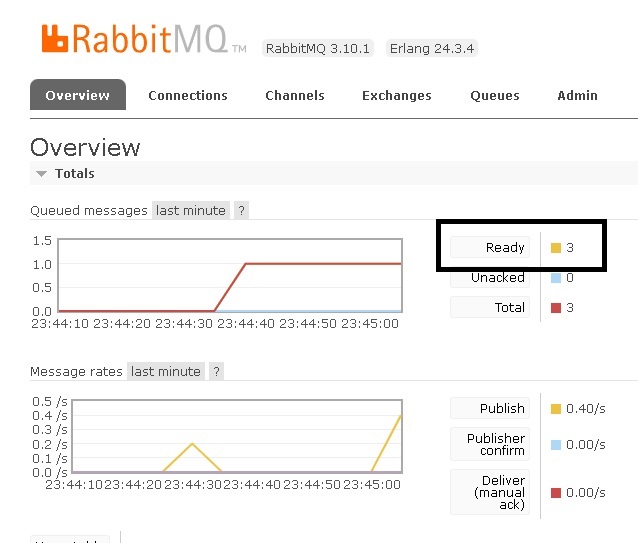 RabbitMQ TM RabbitMQ 3.10.1 Erlang 24.3.4
Overview Connections Channels Exchanges Queues Admin
Overview
Totals
Queued messages last minute ?
1.5
1.0
0.5
0.0
23:44:10 23:44:20 23:44:30 23:44:40 23:44:50 23:45:00
Ready 3
Unacked 0
Total 3
Message rates last minute ?
0.5 /s
0.4 /s
0.3 /s
0.2 /s
0.1 /s
0.0 /s
23:44:10 23:44:20 23:44:30 23:44:40 23:44:50 23:45:00
Publish 0.40/s
Publisher
confirm 0.00/s
Deliver
(manual
ack) 0.00/s